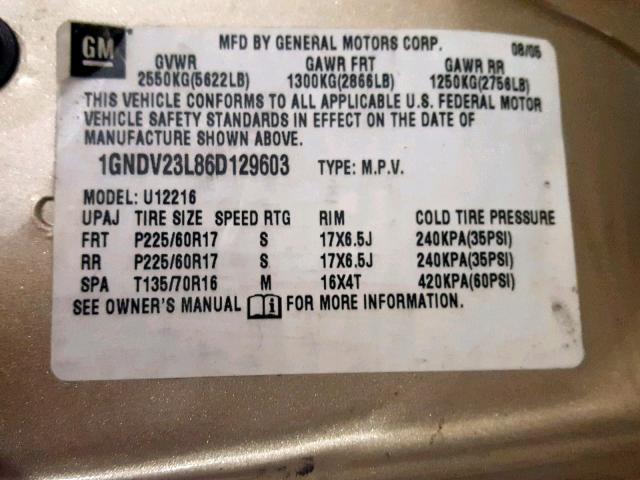 GM
MFD BY GENERAL MOTORS CORP. 08/05
GVWR GAWR FRT GAWR RR
2550KG(5622LB) 1300KG(2866LB) 1250KG(2756LB)
THIS VEHICLE CONFORMS TO ALL APPLICABLE U.S. FEDERAL MOTOR
VEHICLE SAFETY STANDARDS IN EFFECT ON THE DATE OF
MANUFACTURE SHOWN ABOVE.
1GNDV23L86D129603 TYPE: M.P.V.
MODEL: U12216
UPAJ TIRE SIZE SPEED RTG RIM COLD TIRE PRESSURE
FRT P225/60R17 S 17X6.5J 240KPA(35PSI)
RR P225/60R17 S 17X6.5J 240KPA(35PSI)
SPA T135/70R16 M 16X4T 420KPA(60PSI)
SEE OWNER'S MANUAL FOR MORE INFORMATION.